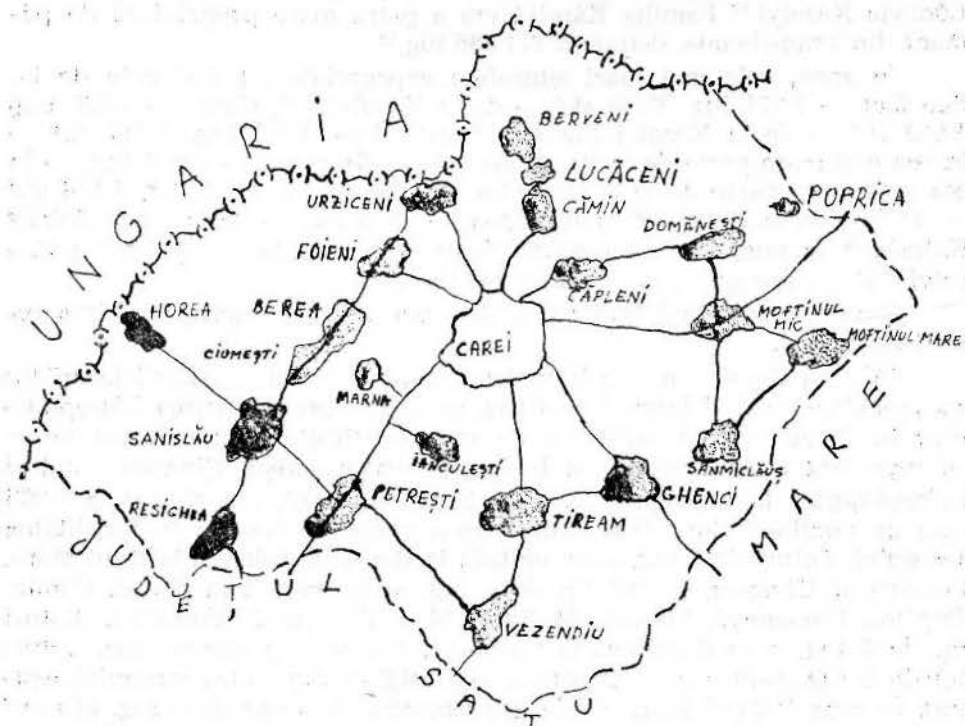 UNGARiA
BERVENI
LUCĂCENI
CĂMIN
URZICENI
POPRICA
DOMĂNEȘTI
FOIENI
CĂPLENI
BEREA
HOREA
MOFTINUL
MIC
MOFTINUL MARE
CIUMEȘTI
CAREI
MARNA
SANISLĂU
IANCULEȘTI
SANMICLĂUȘ
PETREȘTI
GHENCI
RESIGHEA
TIREAM
VEZENDIU
JUDEȚUL SATU MARE